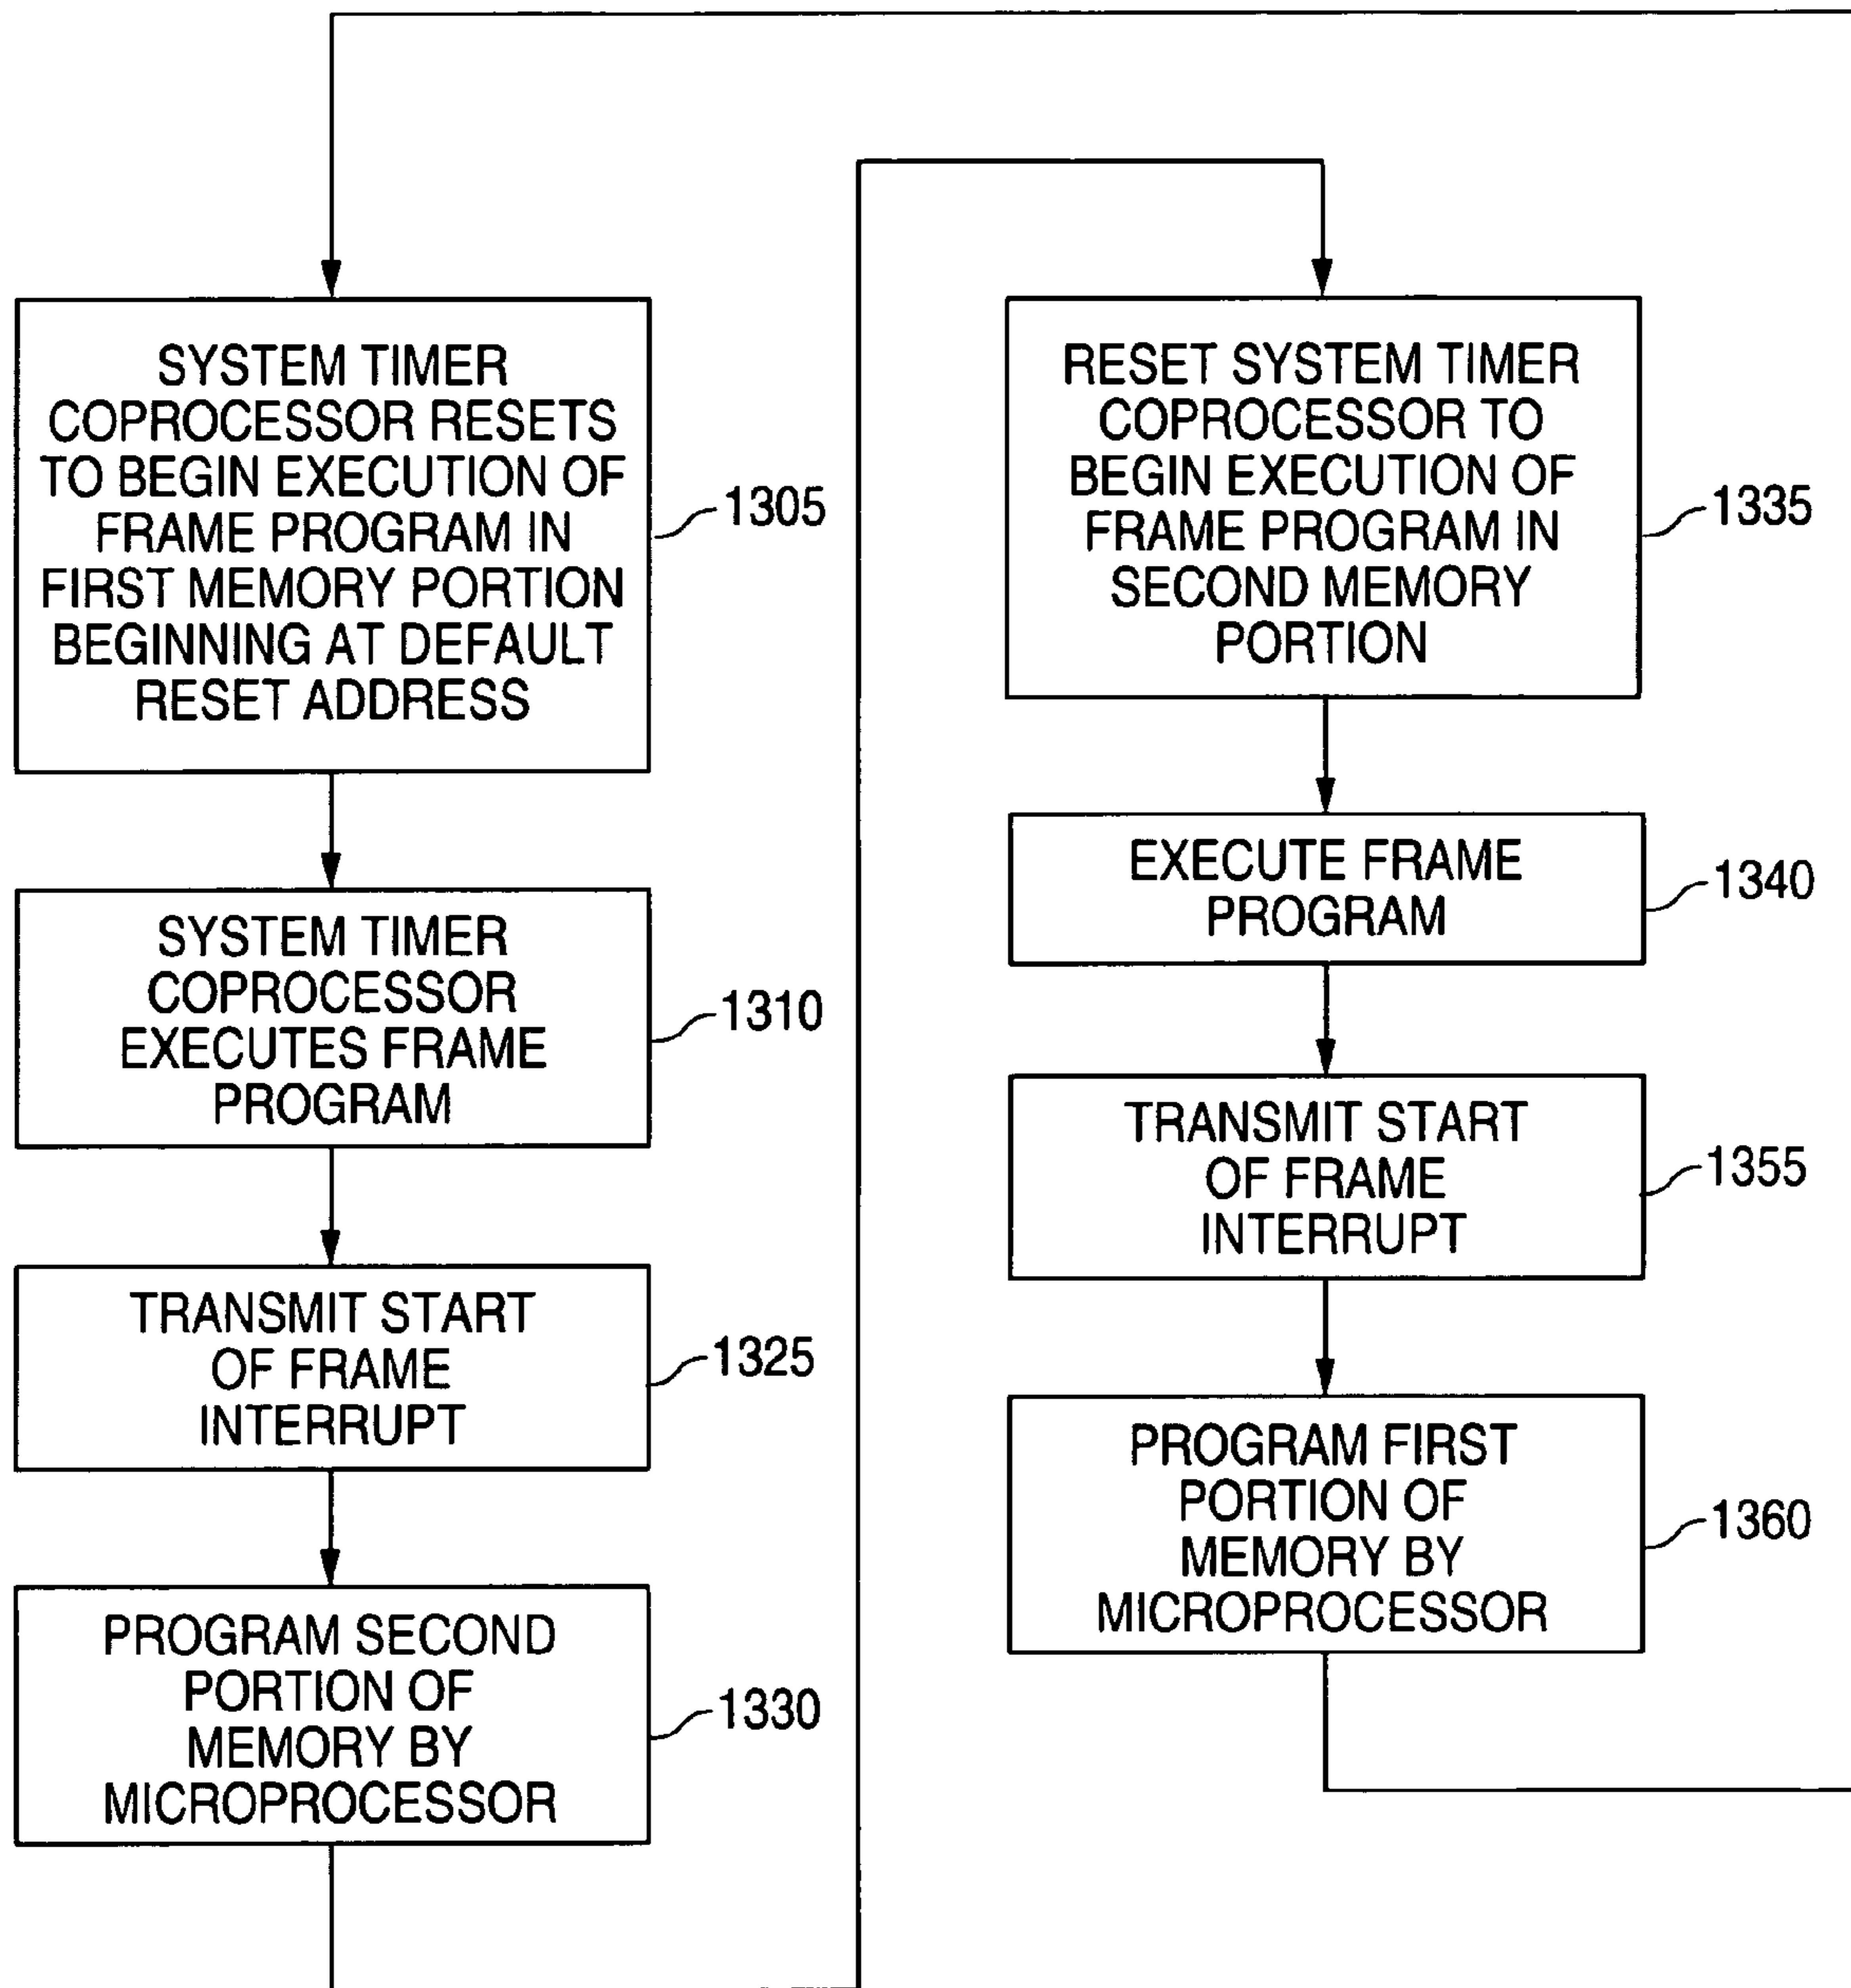 SYSTEM TIMER
COPROCESSOR RESETS
TO BEGIN EXECUTION OF
FRAME PROGRAM IN
FIRST MEMORY PORTION
BEGINNING AT DEFAULT
RESET ADDRESS
1305
SYSTEM TIMER
COPROCESSOR
EXECUTES FRAME
PROGRAM
1310
TRANSMIT START
OF FRAME
INTERRUPT
1325
PROGRAM SECOND
PORTION OF
MEMORY BY
MICROPROCESSOR
1330
RESET SYSTEM TIMER
COPROCESSOR TO
BEGIN EXECUTION OF
FRAME PROGRAM IN
SECOND MEMORY
PORTION
1335
EXECUTE FRAME
PROGRAM
1340
TRANSMIT START
OF FRAME
INTERRUPT
1355
PROGRAM FIRST
PORTION OF
MEMORY BY
MICROPROCESSOR
1360